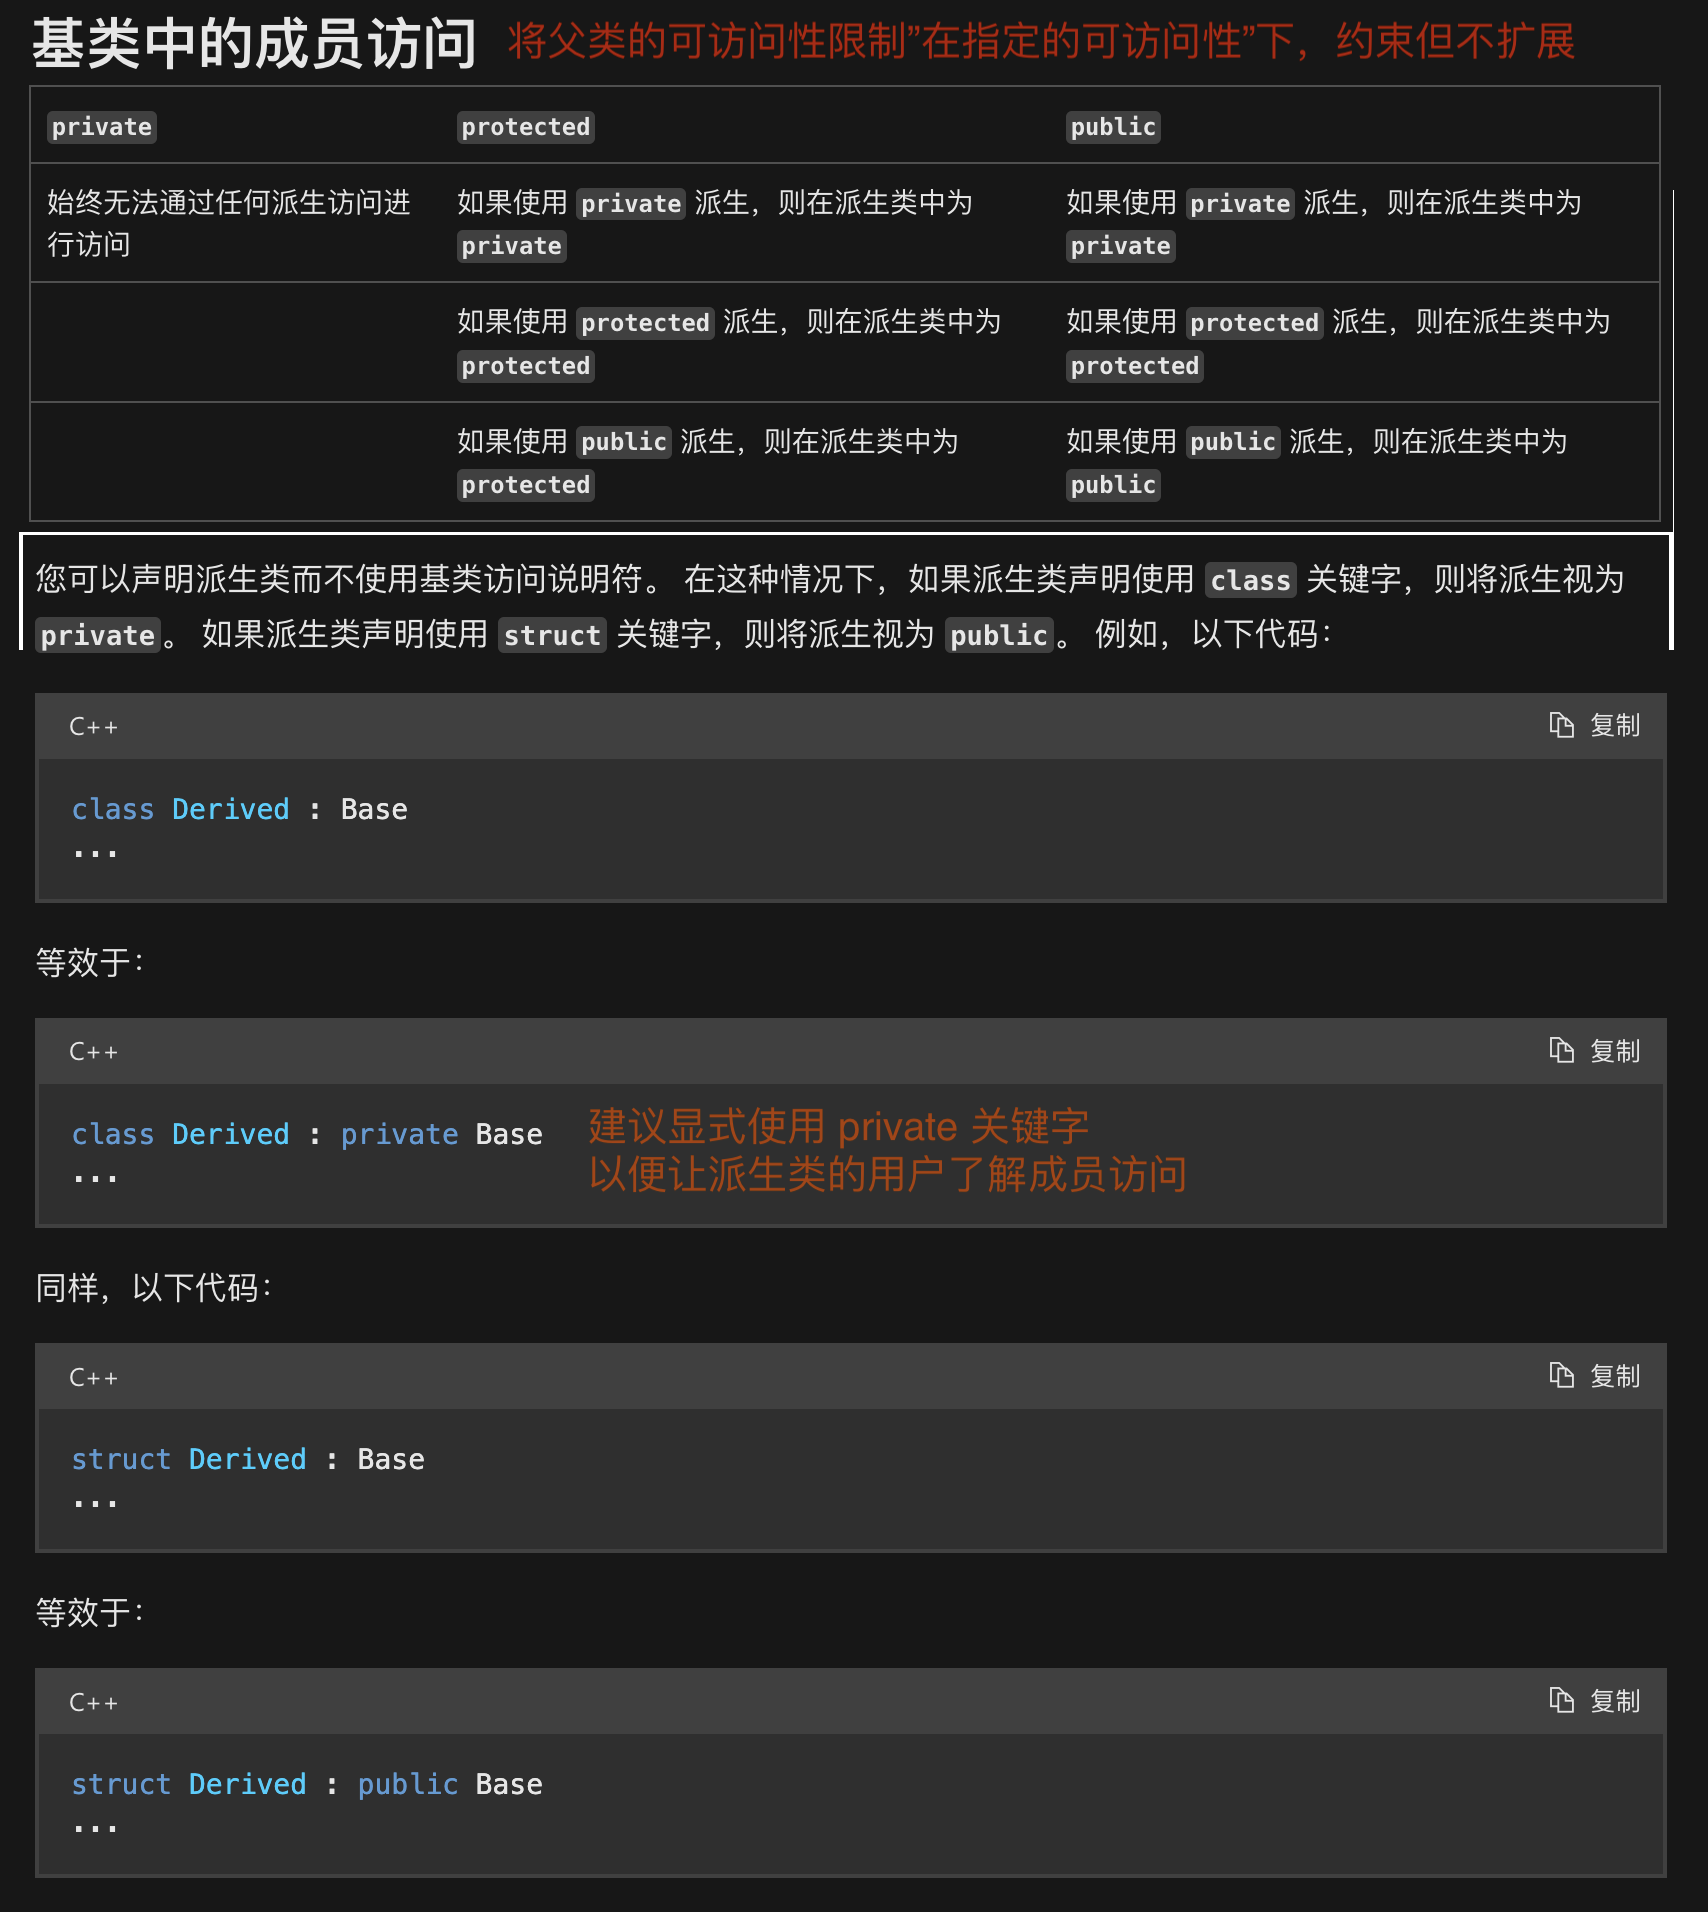 基类中的成员访问 将父类的可访问性限制”在指定的可访问性”下，约束但不扩展
private protected public
始终无法通过任何派生访问进 如果使用 private 派生，则在派生类中为 如果使用 private 派生，则在派生类中为
行访问 private private
如果使用 protected 派生，则在派生类中为 如果使用 protected 派生，则在派生类中为
protected protected
如果使用 public 派生，则在派生类中为 如果使用 public 派生，则在派生类中为
protected public
您可以声明派生类而不使用基类访问说明符。 在这种情况下，如果派生类声明使用 class 关键字，则将派生视为
private。 如果派生类声明使用 struct 关键字，则将派生视为 public。 例如，以下代码：
C++ 复制
class Derived : Base
...
等效于：
C++ 复制
class Derived : private Base 建议显式使用 private 关键字
... 以便让派生类的用户了解成员访问
同样，以下代码：
C++ 复制
struct Derived : Base
...
等效于：
C++ 复制
struct Derived : public Base
...